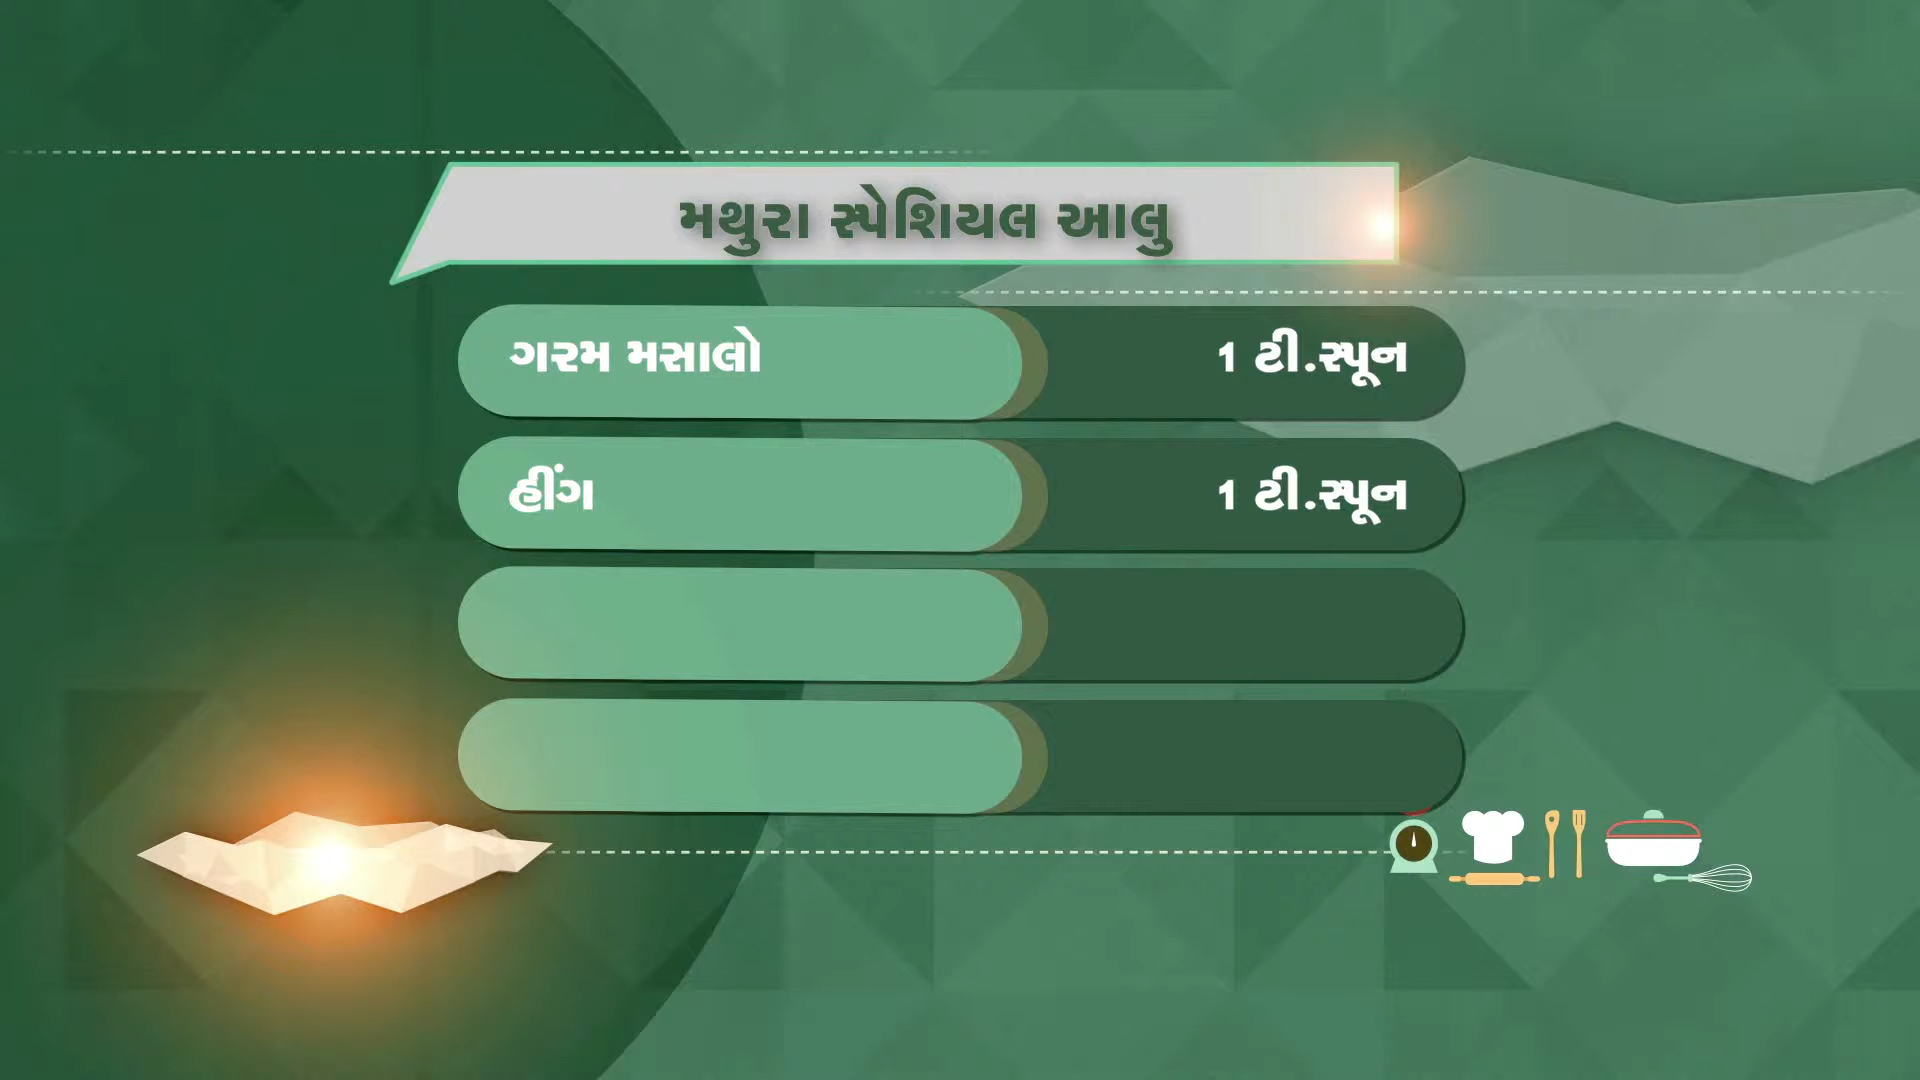 મથુરા સ્પેશિયલ આલુ
ગરમ મસાલો 1 ટી.સ્પૂન
હીંગ 1 ટી.સ્પૂન